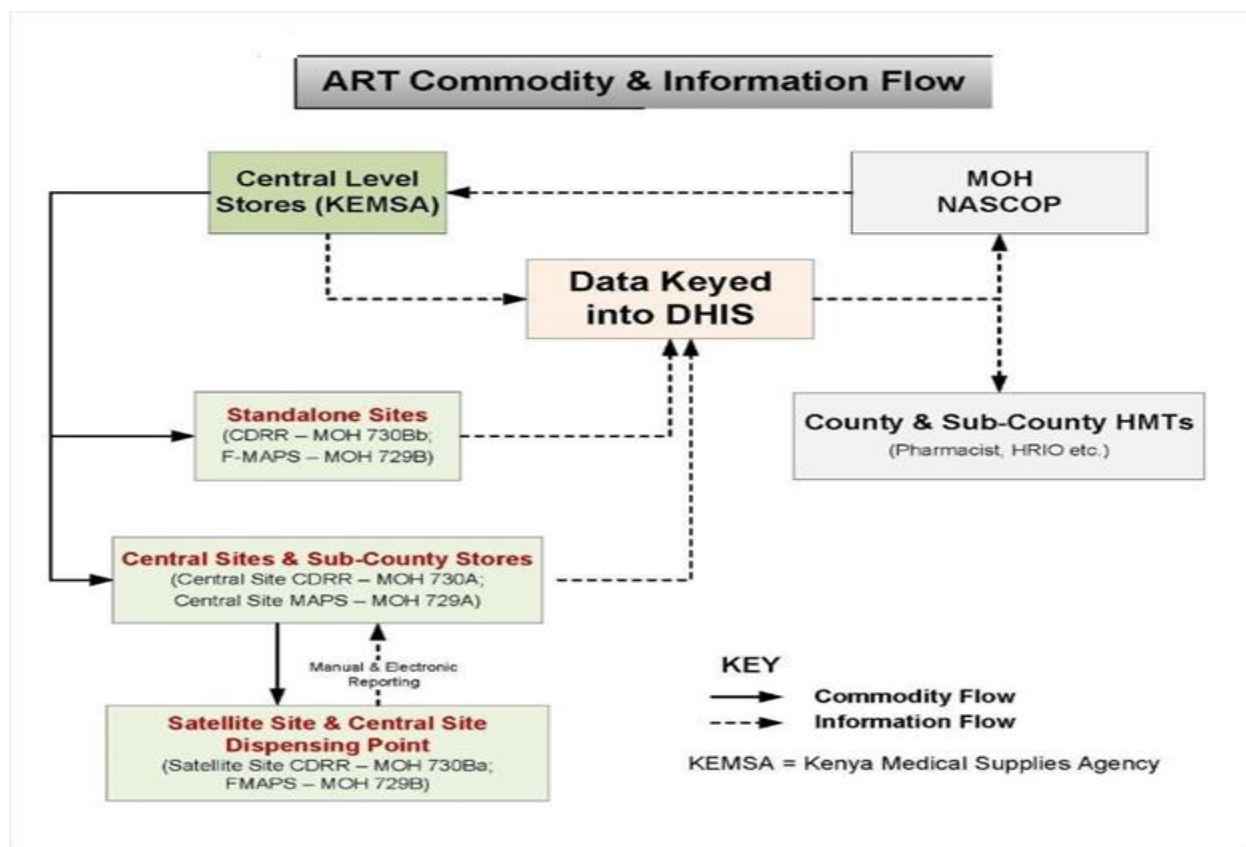 ART Commodity & Information Flow
Central Level
Stores (KEMSA)
MOH
NASCOP
Data Keyed
into DHIS
Standalone Sites
(CDRR – MOH 730Bb;
F-MAPS – MOH 729B)
County & Sub-County HMTs
(Pharmacist, HRIO etc.)
Central Sites & Sub-County Stores
(Central Site CDRR – MOH 730A;
Central Site MAPS – MOH 729A)
Manual & Electronic
Reporting
Satellite Site & Central Site
Dispensing Point
(Satellite Site CDRR – MOH 730Ba;
FMAPS – MOH 729B)
KEY
Commodity Flow
Information Flow
KEMSA = Kenya Medical Supplies Agency